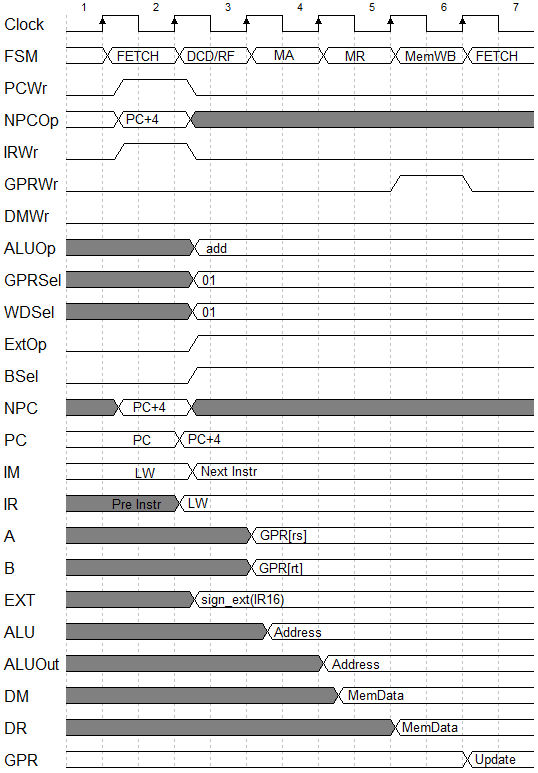 1 2 3 4 5 6 7
Clock
FSM FETCH DCD/RF MA MR MemWB FETCH
PCWr
NPCOp PC+4
IRWr
GPRWr
DMWr
ALUOp add
GPRSel 01
WDSel 01
ExtOp
BSel
NPC PC+4
PC PC PC+4
IM LW Next Instr
IR Pre Instr LW
A GPR[rs]
B GPR[rt]
EXT sign_ext(IR16)
ALU Address
ALUOut Address
DM MemData
DR MemData
GPR Update